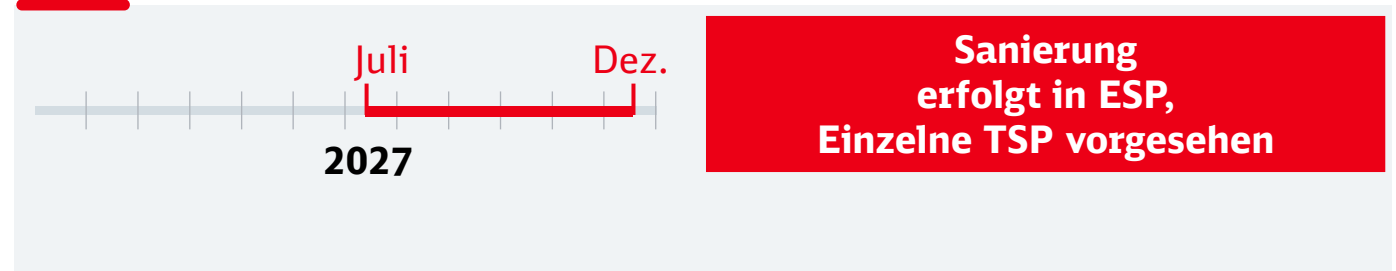 Juli Dez.
2027
Sanierung
erfolgt in ESP,
Einzelne TSP vorgesehen